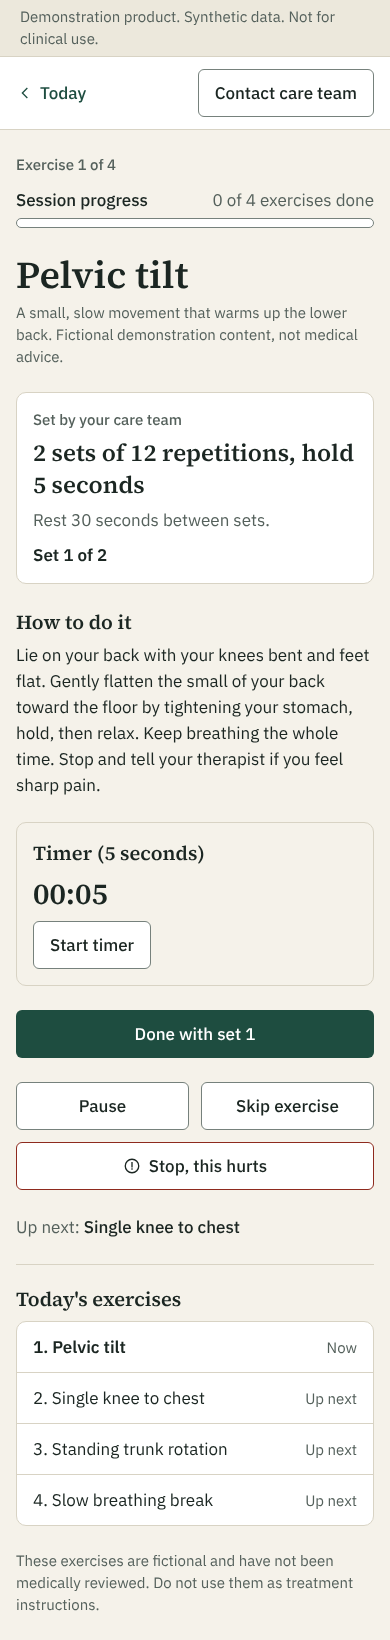 Demonstration product. Synthetic data. Not for
clinical use.
Today
Contact care team
Exercise 1 of 4
Session progress
0 of 4 exercises done
Pelvic tilt
A small, slow movement that warms up the lower
back. Fictional demonstration content, not medical
advice.
Set by your care team
2 sets of 12 repetitions, hold
5 seconds
Rest 30 seconds between sets.
Set 1 of 2
How to do it
Lie on your back with your knees bent and feet
flat. Gently flatten the small of your back
toward the floor by tightening your stomach,
hold, then relax. Keep breathing the whole
time. Stop and tell your therapist if you feel
sharp pain.
Timer (5 seconds)
00:05
Start timer
Done with set 1
Pause
Skip exercise
Stop, this hurts
Up next: Single knee to chest
Today's exercises
1. Pelvic tilt
Now
2. Single knee to chest
Up next
3. Standing trunk rotation
Up next
4. Slow breathing break
Up next
These exercises are fictional and have not been
medically reviewed. Do not use them as treatment
instructions.